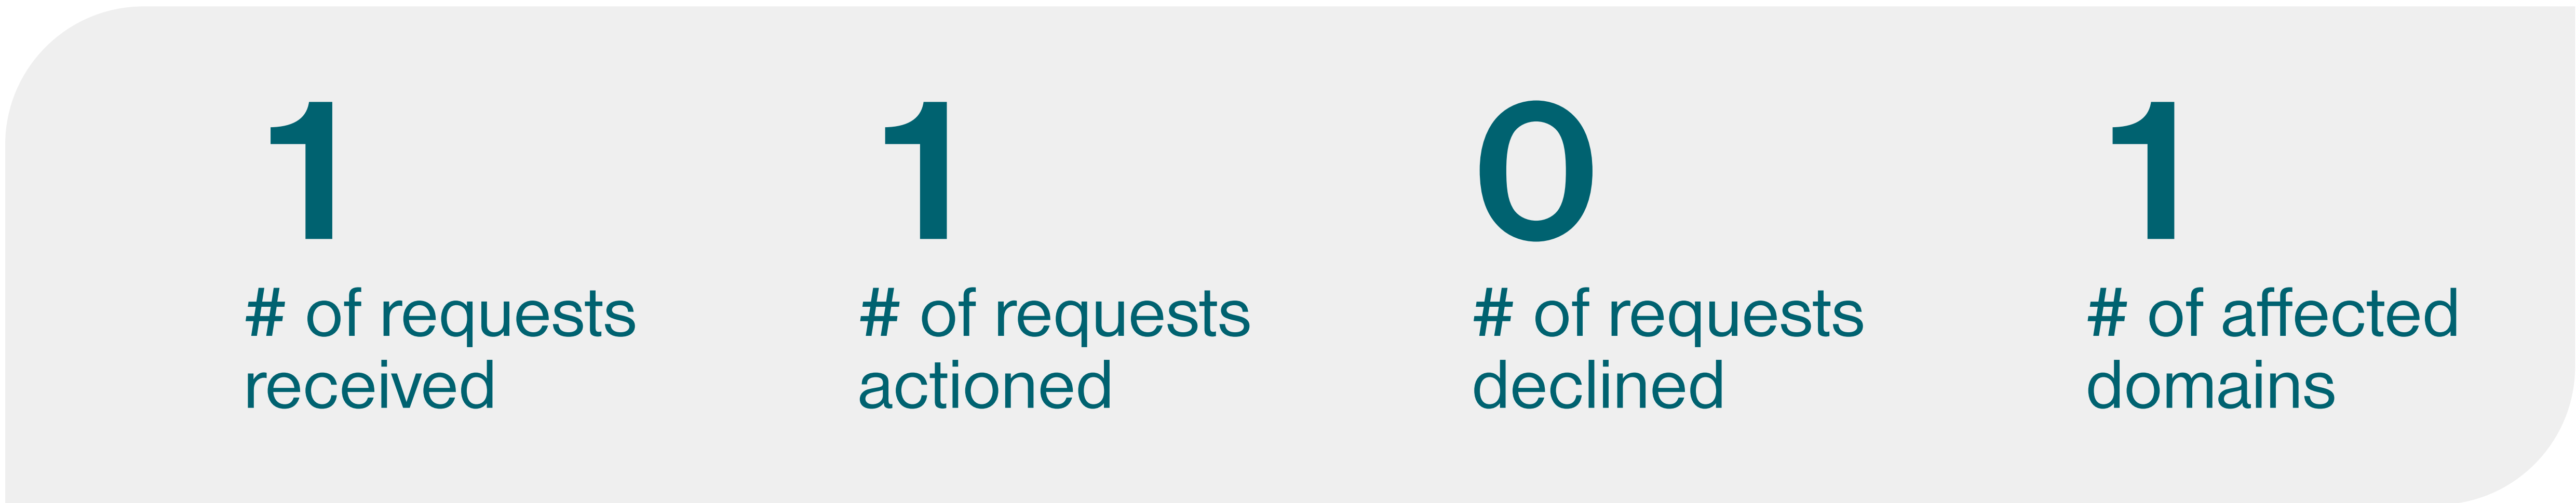 1
# of requests
received
1
# of requests
actioned
0
# of requests
declined
1
# of affected
domains